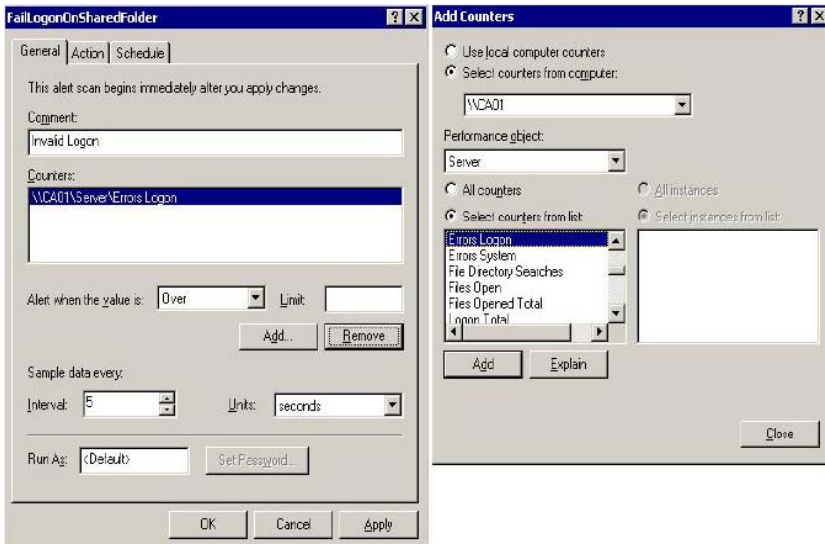 FailLogonOnSharedFolder
General Action Schedule
This alert scan begins immediately after you apply changes.
Comment:
Invalid Logon
Counters:
\\CA01\Server\Errors Logon
Alert when the value is: Over Limit:
Add... Remove
Sample data every:
Interval: 5 Units: seconds
Run As: <Default> Set Password...
OK Cancel Apply
Add Counters
Use local computer counters
Select counters from computer:
\\CA01
Performance object:
Server
All counters All instances
Select counters from list: Select instances from list:
Errors Logon
Errors System
File Directory Searches
Files Open
Files Opened Total
Logon Total
Add Explain
Close